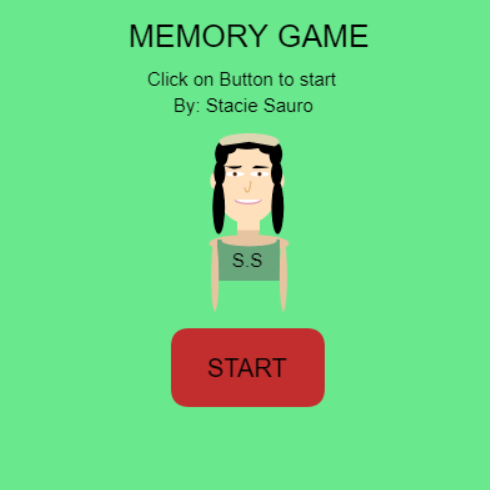 MEMORY GAME
Click on Button to start
By: Stacie Sauro
S.S
START